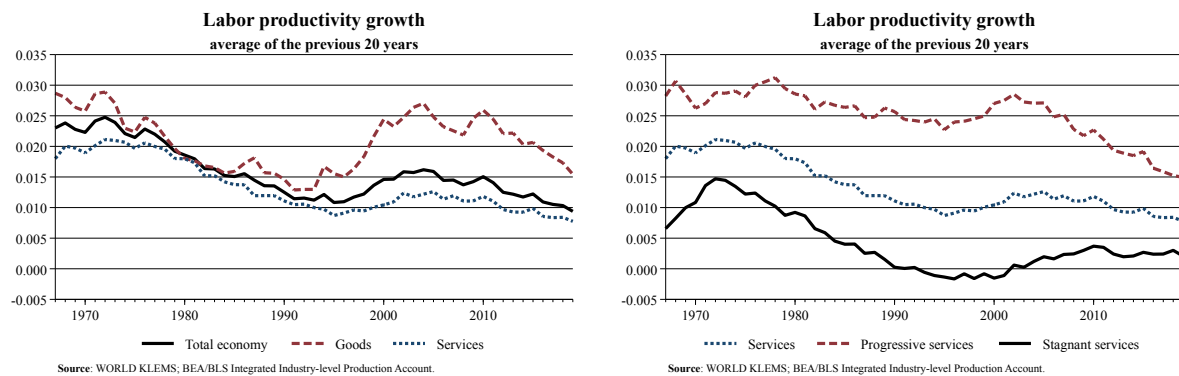 Labor productivity growth
average of the previous 20 years
0.035
0.030
0.025
0.020
0.015
0.010
0.005
0.000
-0.005
1970 1980 1990 2000 2010
Total economy Goods Services
Source: WORLD KLEMS; BEA/BLS Integrated Industry-level Production Account.
Labor productivity growth
average of the previous 20 years
0.035
0.030
0.025
0.020
0.015
0.010
0.005
0.000
-0.005
1970 1980 1990 2000 2010
Services Progressive services Stagnant services
Source: WORLD KLEMS; BEA/BLS Integrated Industry-level Production Account.